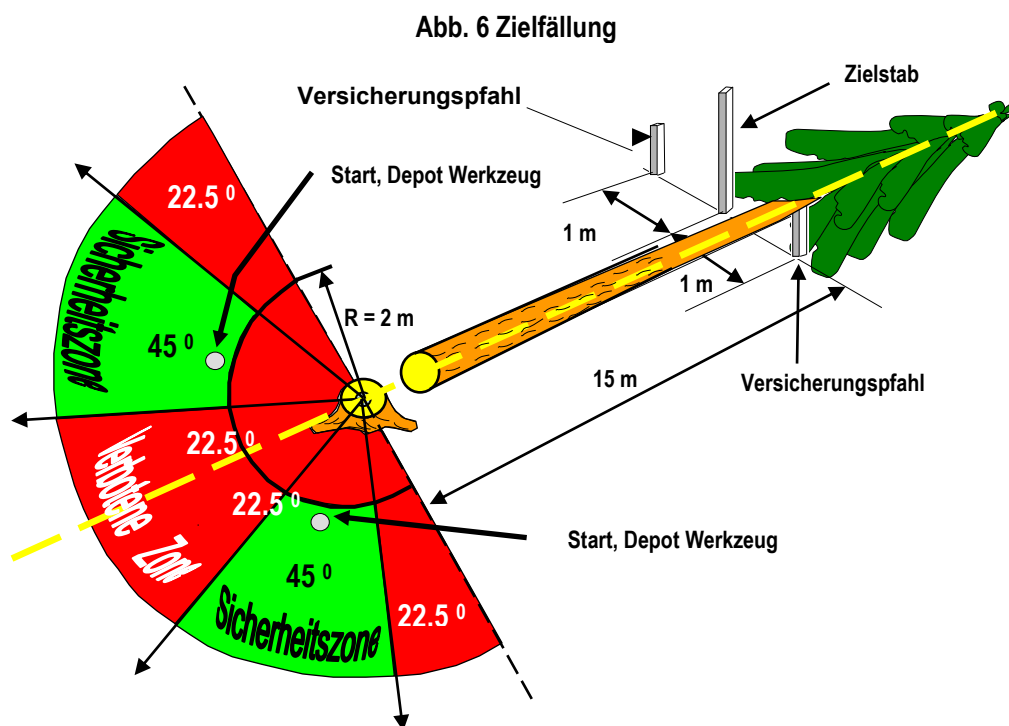 Abb. 6 Zielfällung
Zielstab
Versicherungspfahl
Start, Depot Werkzeug
22.5 0
Sicherheitszone
1 m
R = 2 m
45 0
1 m
15 m
Versicherungspfahl
22.5 0
Verbotene Zone
22.5 0
Start, Depot Werkzeug
45 0
Sicherheitszone
22.5 0